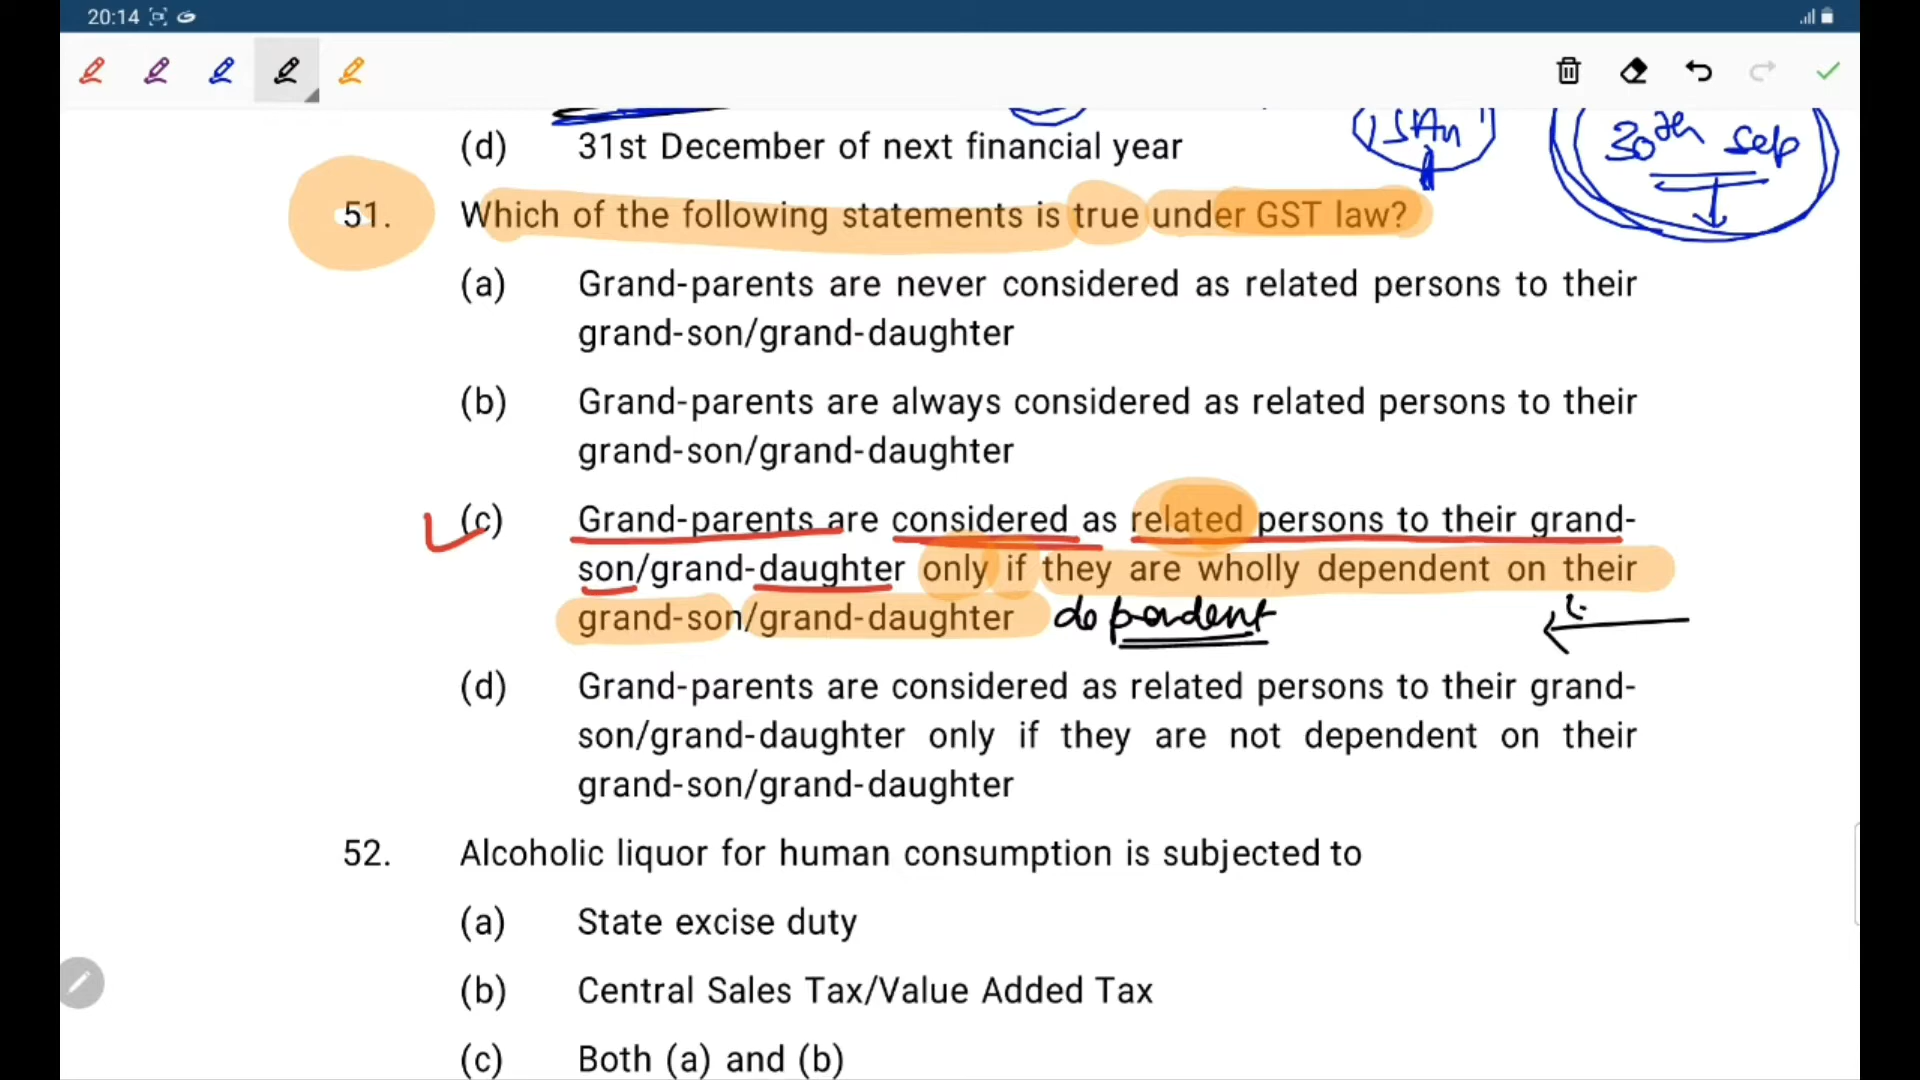 20:14
(d) 31st December of next financial year
30th Sep
51. Which of the following statements is true under GST law?
(a) Grand-parents are never considered as related persons to their
grand-son/grand-daughter
(b) Grand-parents are always considered as related persons to their
grand-son/grand-daughter
(c) Grand-parents are considered as related persons to their grand-
son/grand-daughter only if they are wholly dependent on their
grand-son/grand-daughter dependent
(d) Grand-parents are considered as related persons to their grand-
son/grand-daughter only if they are not dependent on their
grand-son/grand-daughter
52. Alcoholic liquor for human consumption is subjected to
(a) State excise duty
(b) Central Sales Tax/Value Added Tax
(c) Both (a) and (b)